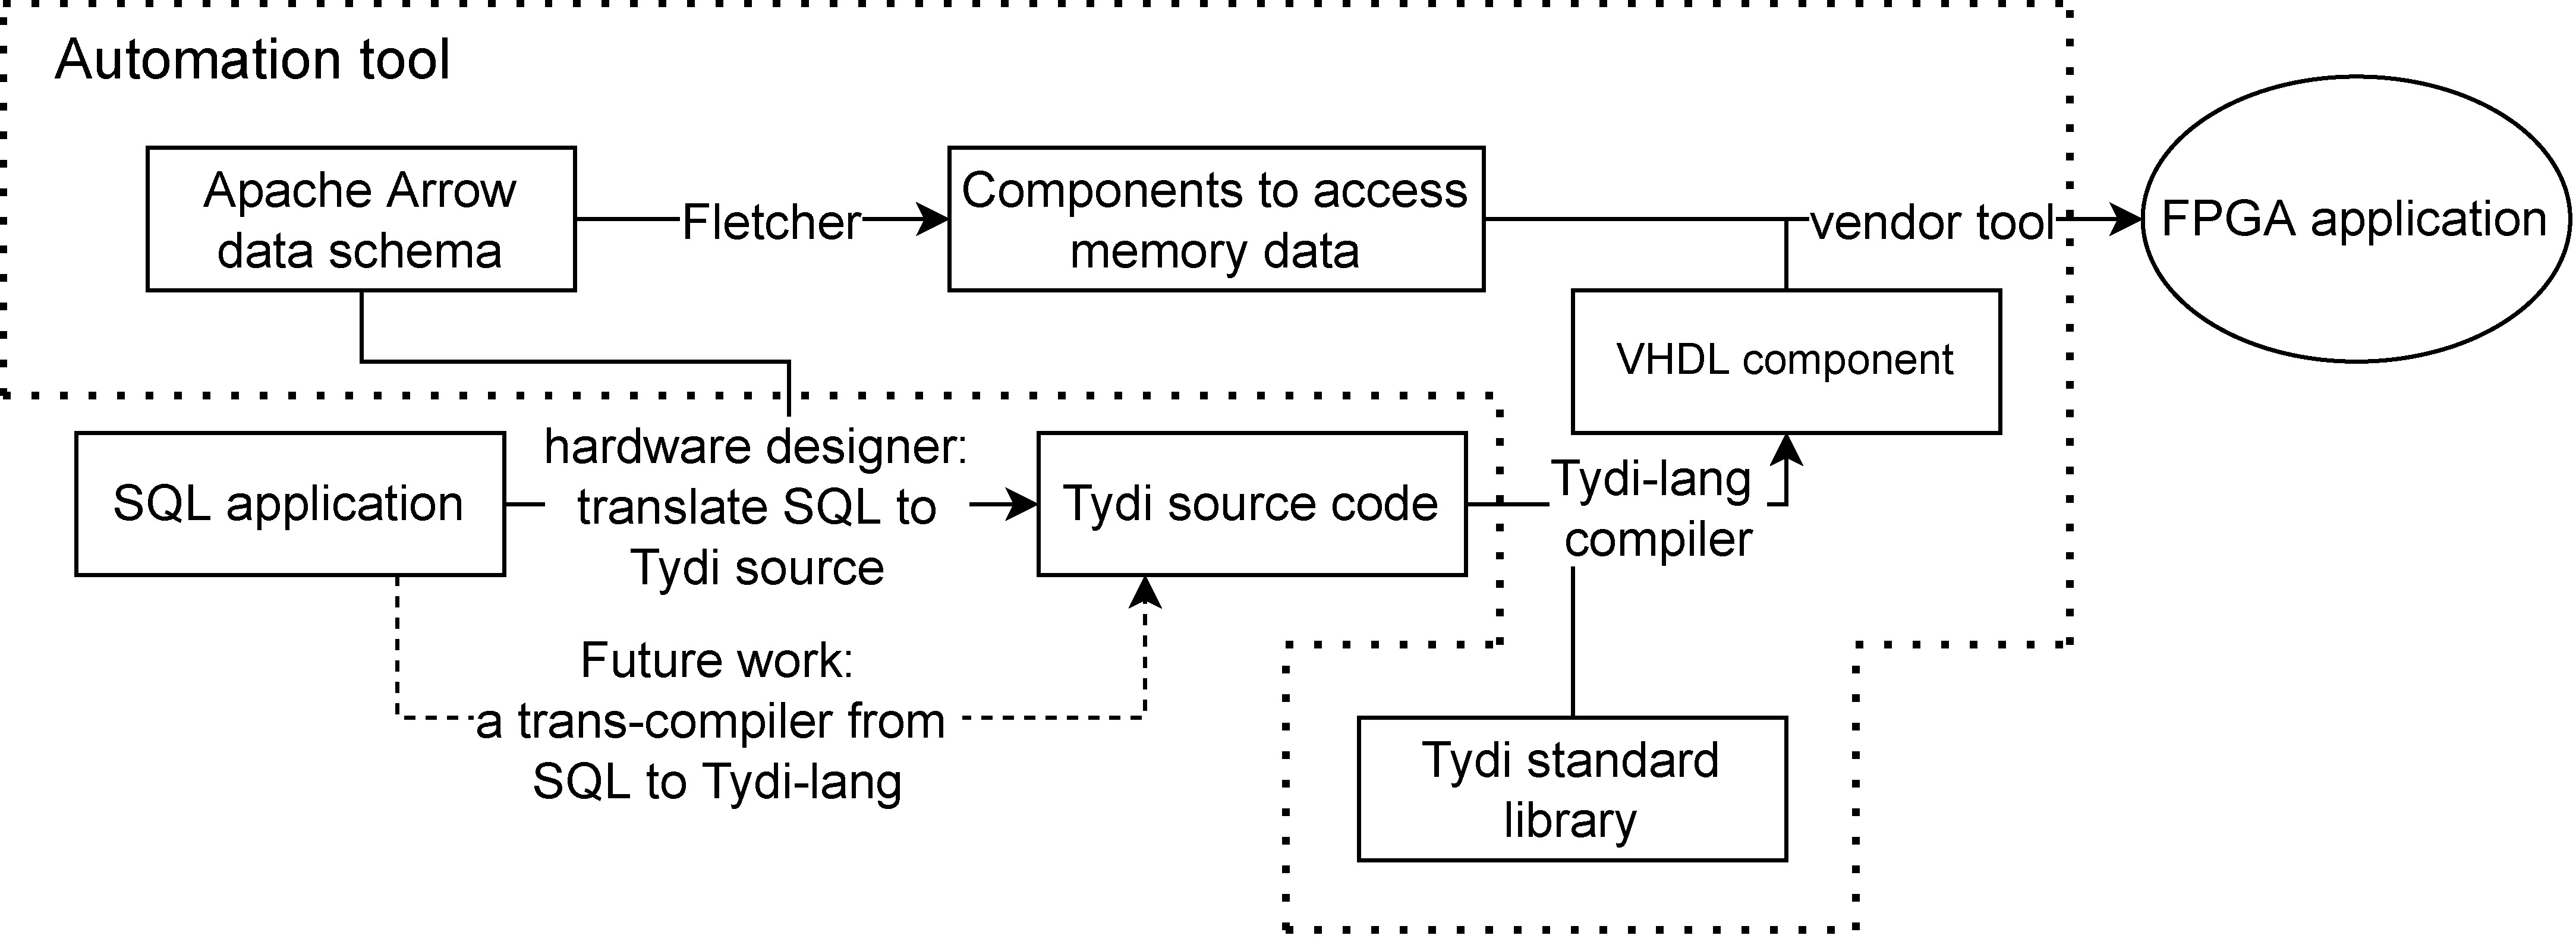 Automation tool
Apache Arrow
data schema
Fletcher
Components to access
memory data
vendor tool
FPGA application
VHDL component
SQL application
hardware designer:
translate SQL to
Tydi source
Tydi source code
Tydi-lang
compiler
Future work:
a trans-compiler from
SQL to Tydi-lang
Tydi standard
library